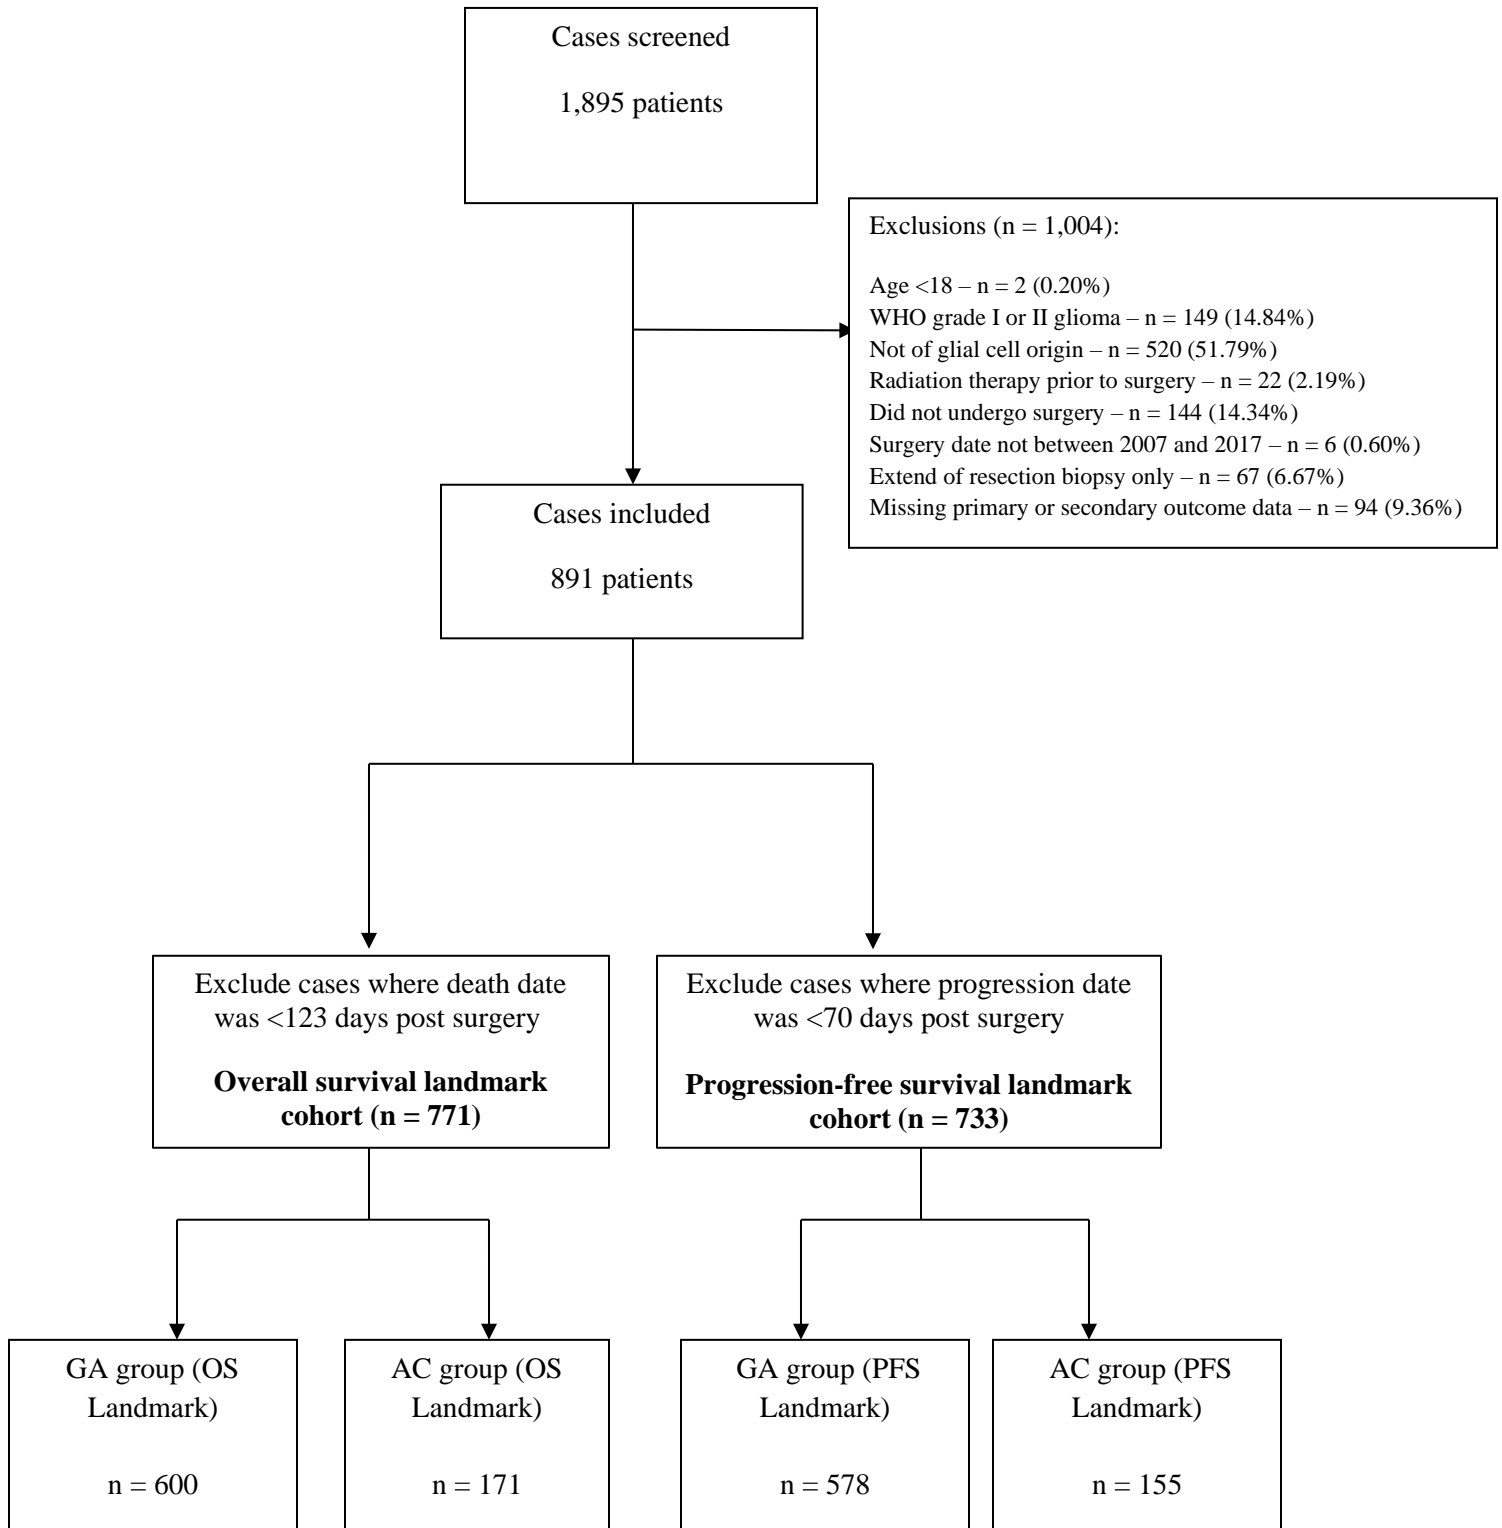 Cases screened
1,895 patients
Exclusions (n = 1,004):
Age <18 – n = 2 (0.20%)
WHO grade I or II glioma – n = 149 (14.84%)
Not of glial cell origin – n = 520 (51.79%)
Radiation therapy prior to surgery – n = 22 (2.19%)
Did not undergo surgery – n = 144 (14.34%)
Surgery date not between 2007 and 2017 – n = 6 (0.60%)
Extend of resection biopsy only – n = 67 (6.67%)
Missing primary or secondary outcome data – n = 94 (9.36%)
Cases included
891 patients
Exclude cases where death date
was <123 days post surgery
Overall survival landmark
cohort (n = 771)
Exclude cases where progression date
was <70 days post surgery
Progression-free survival landmark
cohort (n = 733)
GA group (OS
Landmark)
n = 600
AC group (OS
Landmark)
n = 171
GA group (PFS
Landmark)
n = 578
AC group (PFS
Landmark)
n = 155